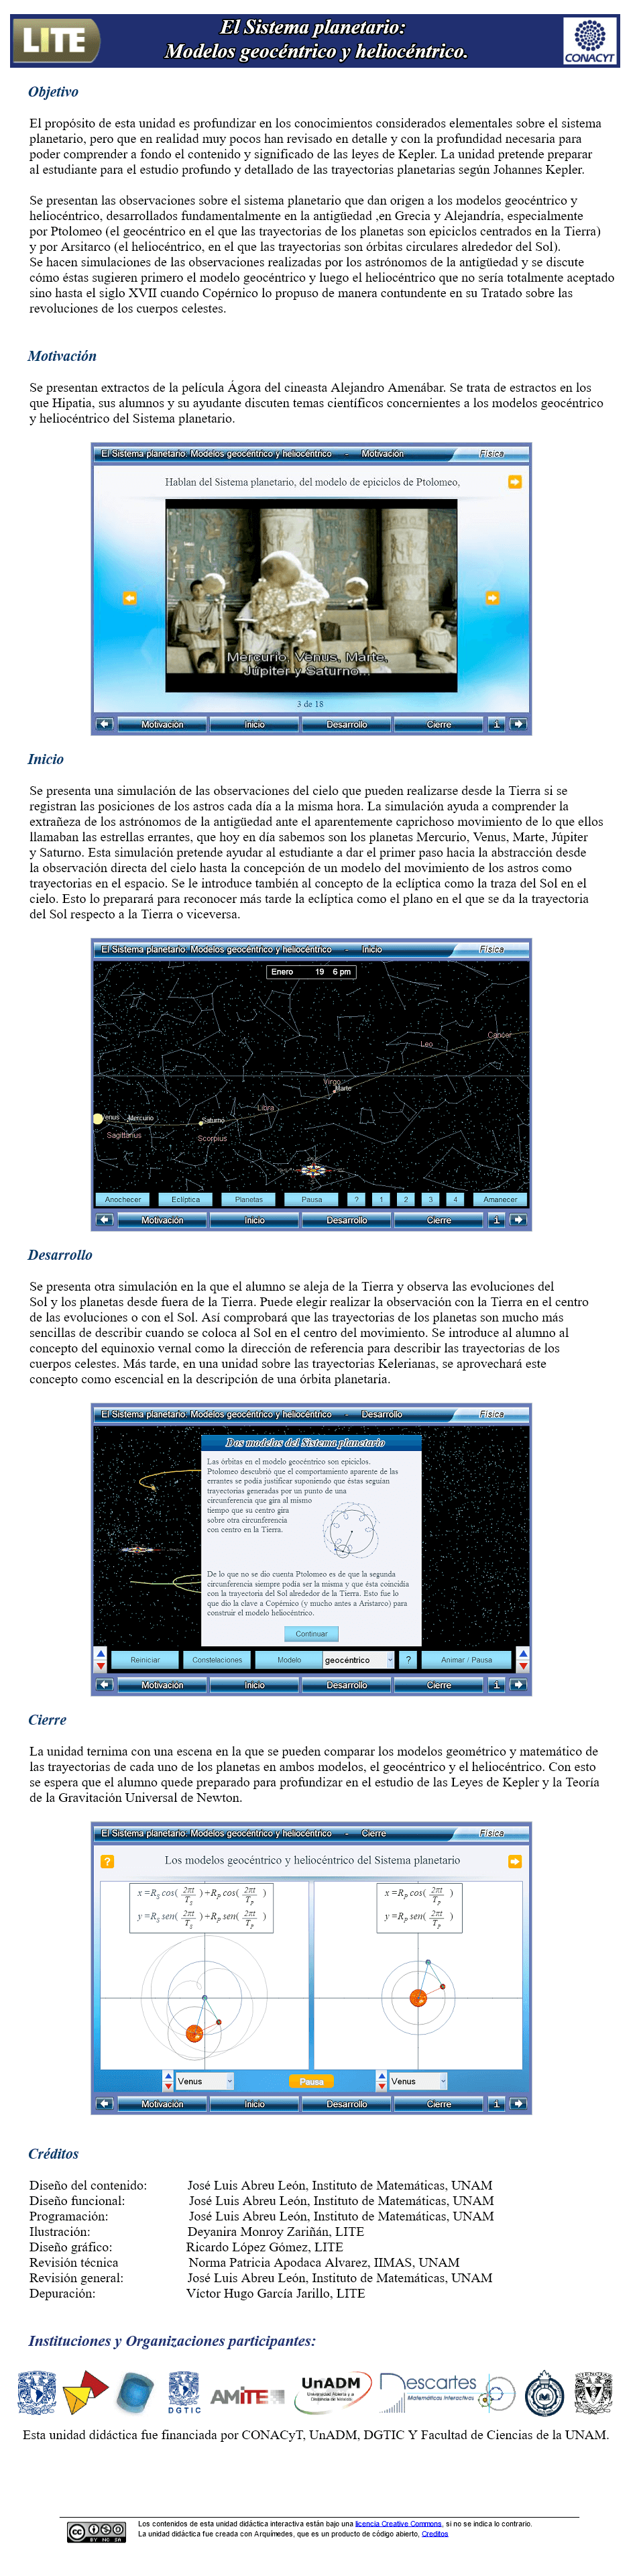 LITE
El Sistema planetario:
Modelos geocéntrico y heliocéntrico.
CONACYT
Objetivo
El propósito de esta unidad es profundizar en los conocimientos considerados elementales sobre el sistema
planetario, pero que en realidad muy pocos han revisado en detalle y con la profundidad necesaria para
poder comprender a fondo el contenido y significado de las leyes de Kepler. La unidad pretende preparar
al estudiante para el estudio profundo y detallado de las trayectorias planetarias según Johannes Kepler.
Se presentan las observaciones sobre el sistema planetario que dan origen a los modelos geocéntrico y
heliocéntrico, desarrollados fundamentalmente en la antigüedad ,en Grecia y Alejandría, especialmente
por Ptolomeo (el geocéntrico en el que las trayectorias de los planetas son epiciclos centrados en la Tierra)
y por Arsitarco (el heliocéntrico, en el que las trayectorias son órbitas circulares alrededor del Sol).
Se hacen simulaciones de las observaciones realizadas por los astrónomos de la antigüedad y se discute
cómo éstas sugieren primero el modelo geocéntrico y luego el heliocéntrico que no sería totalmente aceptado
sino hasta el siglo XVII cuando Copérnico lo propuso de manera contundente en su Tratado sobre las
revoluciones de los cuerpos celestes.
Motivación
Se presentan extractos de la película Ágora del cineasta Alejandro Amenábar. Se trata de estractos en los
que Hipatia, sus alumnos y su ayudante discuten temas científicos concernientes a los modelos geocéntrico
y heliocéntrico del Sistema planetario.
El Sistema planetario. Modelos geocéntrico y heliocéntrico - Motivación Física
Hablan del Sistema planetario, del modelo de epiciclos de Ptolomeo,
Mercurio, Venus, Marte,
Júpiter y Saturno...
3 de 18
Motivación Inicio Desarrollo Cierre i
Inicio
Se presenta una simulación de las observaciones del cielo que pueden realizarse desde la Tierra si se
registran las posiciones de los astros cada día a la misma hora. La simulación ayuda a comprender la
extrañeza de los astrónomos de la antigüedad ante el aparentemente caprichoso movimiento de lo que ellos
llamaban las estrellas errantes, que hoy en día sabemos son los planetas Mercurio, Venus, Marte, Júpiter
y Saturno. Esta simulación pretende ayudar al estudiante a dar el primer paso hacia la abstracción desde
la observación directa del cielo hasta la concepción de un modelo del movimiento de los astros como
trayectorias en el espacio. Se le introduce también al concepto de la eclíptica como la traza del Sol en el
cielo. Esto lo preparará para reconocer más tarde la eclíptica como el plano en el que se da la trayectoria
del Sol respecto a la Tierra o viceversa.
El Sistema planetario. Modelos geocéntrico y heliocéntrico - Inicio Física
Enero 19 6 pm
Cancer
Leo
Virgo
Marte
Libra
Venus Mercurio
Saturno
Sagittarius
Scorpius
Anochecer Eclíptica Planetas Pausa ? 1 2 3 4 Amanecer
Motivación Inicio Desarrollo Cierre i
Desarrollo
Se presenta otra simulación en la que el alumno se aleja de la Tierra y observa las evoluciones del
Sol y los planetas desde fuera de la Tierra. Puede elegir realizar la observación con la Tierra en el centro
de las evoluciones o con el Sol. Así comprobará que las trayectorias de los planetas son mucho más
sencillas de describir cuando se coloca al Sol en el centro del movimiento. Se introduce al alumno al
concepto del equinoxio vernal como la dirección de referencia para describir las trayectorias de los
cuerpos celestes. Más tarde, en una unidad sobre las trayectorias Kelerianas, se aprovechará este
concepto como escencial en la descripción de una órbita planetaria.
El Sistema planetario. Modelos geocéntrico y heliocéntrico - Desarrollo Física
Dos modelos del Sistema planetario
Las órbitas en el modelo geocéntrico son epiciclos.
Ptolomeo descubrió que el comportamiento aparente de las
errantes se podía justificar suponiendo que éstas seguían
trayectorias generadas por un punto de una
circunferencia que gira al mismo
tiempo que su centro gira
sobre otra circunferencia
con centro en la Tierra.
De lo que no se dio cuenta Ptolomeo es de que la segunda
circunferencia siempre podía ser la misma y que ésta coincidía
con la trayectoria del Sol alrededor de la Tierra. Esto fue lo
que dio la clave a Copérnico (y mucho antes a Aristarco) para
construir el modelo heliocéntrico.
Continuar
Reiniciar Constelaciones Modelo geocéntrico ? Animar / Pausa
Motivación Inicio Desarrollo Cierre i
Cierre
La unidad ternima con una escena en la que se pueden comparar los modelos geométrico y matemático de
las trayectorias de cada uno de los planetas en ambos modelos, el geocéntrico y el heliocéntrico. Con esto
se espera que el alumno quede preparado para profundizar en el estudio de las Leyes de Kepler y la Teoría
de la Gravitación Universal de Newton.
El Sistema planetario. Modelos geocéntrico y heliocéntrico - Cierre Física
? Los modelos geocéntrico y heliocéntrico del Sistema planetario
x =Rs cos( 2πt/Ts ) +Rp cos( 2πt/Tp ) x =Rp cos( 2πt/Tp )
y =Rs sen( 2πt/Ts ) +Rp sen( 2πt/Tp ) y =Rp sen( 2πt/Tp )
Venus Pausa Venus
Motivación Inicio Desarrollo Cierre i
Créditos
Diseño del contenido: José Luis Abreu León, Instituto de Matemáticas, UNAM
Diseño funcional: José Luis Abreu León, Instituto de Matemáticas, UNAM
Programación: José Luis Abreu León, Instituto de Matemáticas, UNAM
Ilustración: Deyanira Monroy Zariñán, LITE
Diseño gráfico: Ricardo López Gómez, LITE
Revisión técnica Norma Patricia Apodaca Alvarez, IIMAS, UNAM
Revisión general: José Luis Abreu León, Instituto de Matemáticas, UNAM
Depuración: Víctor Hugo García Jarillo, LITE
Instituciones y Organizaciones participantes:
DGTIC
AMITE
UnADM
Universidad Abierta y a
Distancia de México
Descartes
Matemáticas Interactivas
CIENCIAS
Esta unidad didáctica fue financiada por CONACyT, UnADM, DGTIC Y Facultad de Ciencias de la UNAM.
cc BY NC SA
Los contenidos de esta unidad didáctica interactiva están bajo una licencia Creative Commons, si no se indica lo contrario.
La unidad didáctica fue creada con Arquímedes, que es un producto de código abierto, Creditos